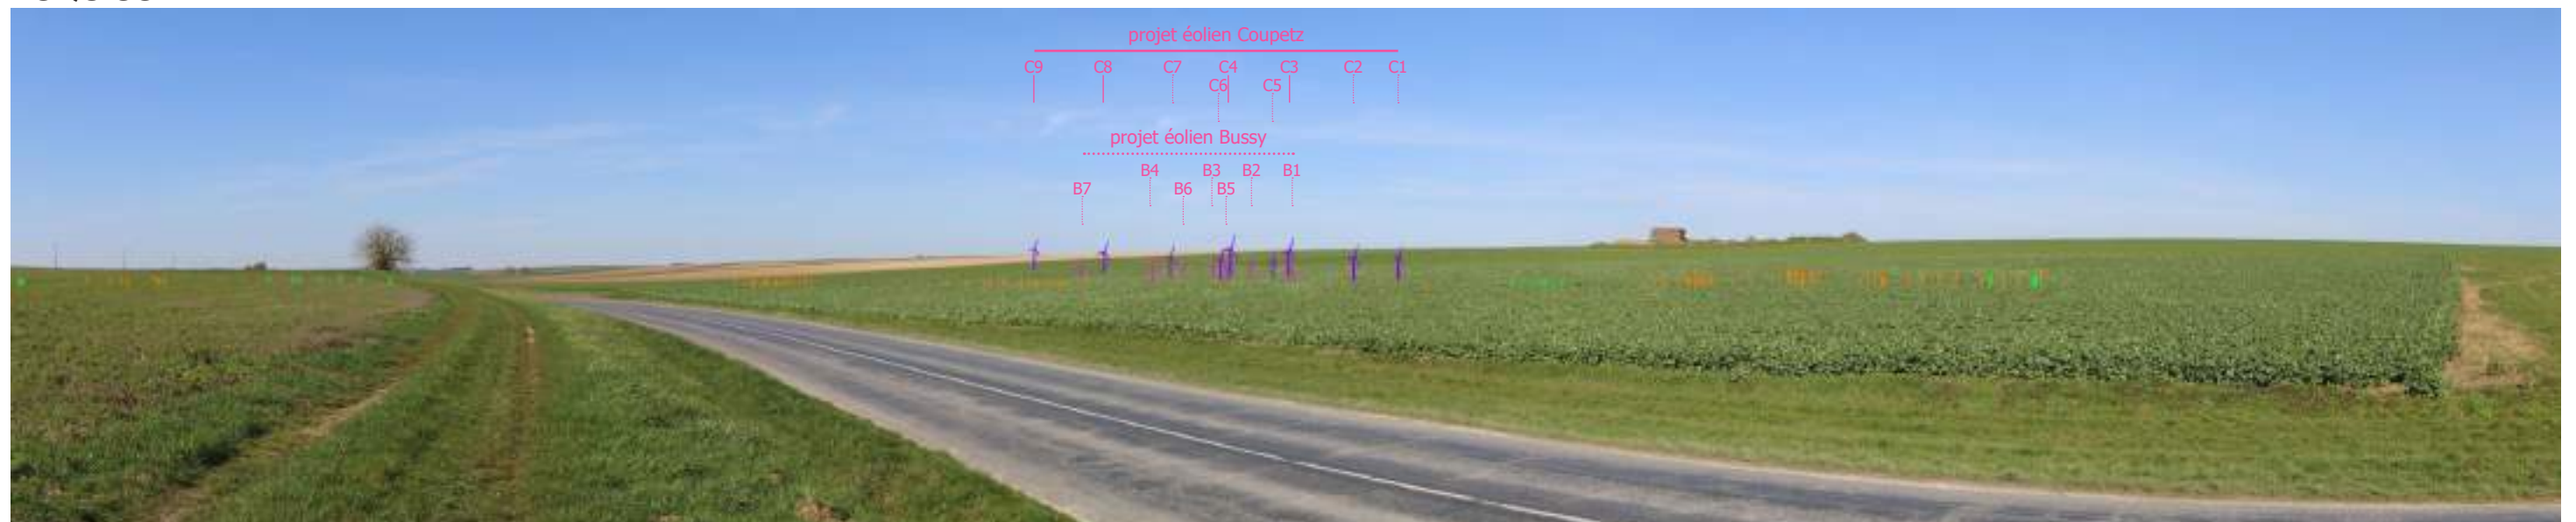 projet éolien Coupetz
C9 C8 C7 C4 C3 C2 C1
C6 C5
projet éolien Bussy
B4 B3 B2 B1
B7 B6 B5